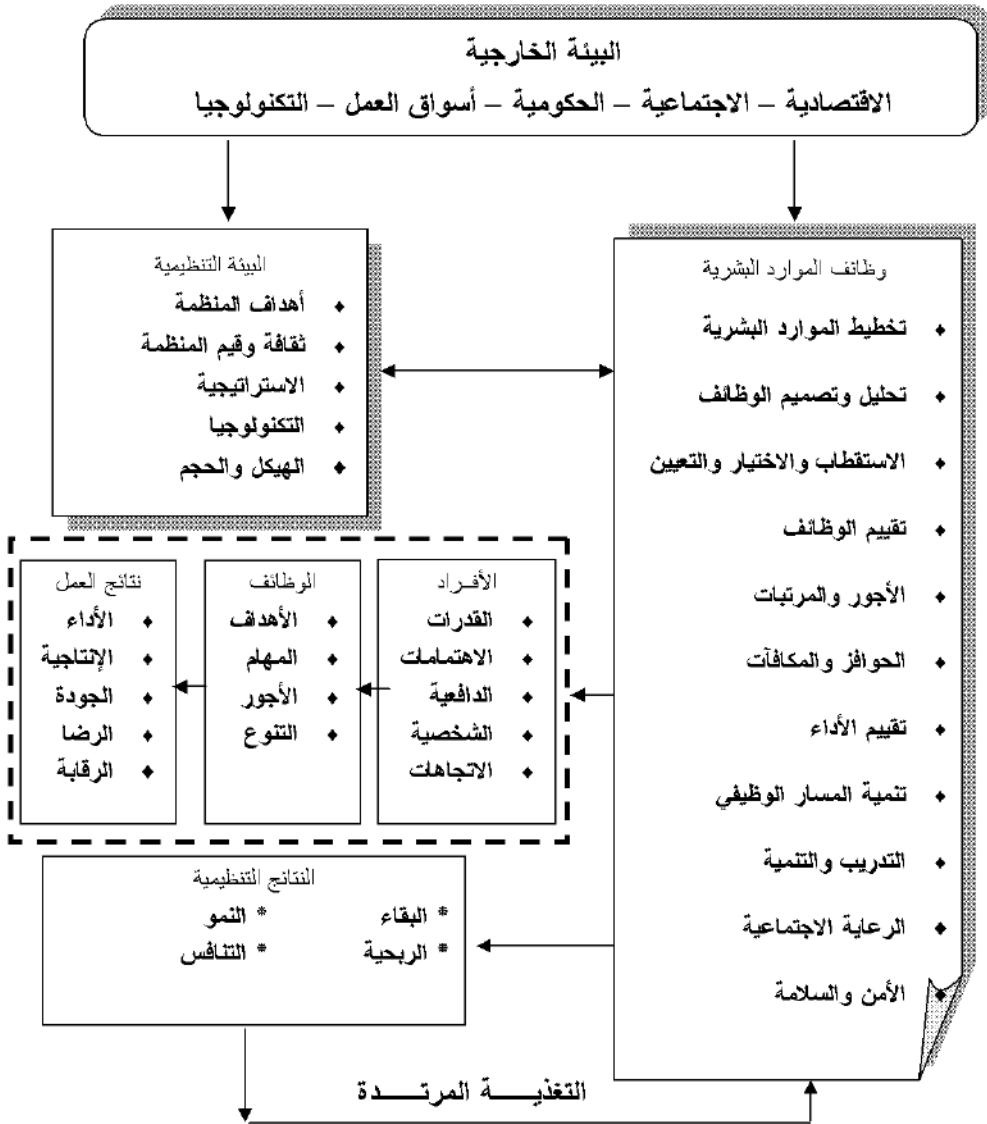 البيئة الخارجية
الاقتصادية – الاجتماعية – الحكومية – أسواق العمل – التكنولوجيا
وظائف الموارد البشرية
♦ تخطيط الموارد البشرية
♦ تحليل وتصميم الوظائف
♦ الاستقطاب والاختيار والتعيين
♦ تقييم الوظائف
♦ الأجور والمرتبات
♦ الحوافز والمكافآت
♦ تقييم الأداء
♦ تنمية المسار الوظيفي
♦ التدريب والتنمية
♦ الرعاية الاجتماعية
♦ الأمن والسلامة
البيئة التنظيمية
♦ أهداف المنظمة
♦ ثقافة وقيم المنظمة
♦ الاستراتيجية
♦ التكنولوجيا
♦ الهيكل والحجم
الأفــراد
♦ القدرات
♦ الاهتمامات
♦ الدافعية
♦ الشخصية
♦ الاتجاهات
الوظائف
♦ الأهداف
♦ المهام
♦ الأجور
♦ التنوع
نتائج العمل
♦ الأداء
♦ الإنتاجية
♦ الجودة
♦ الرضا
♦ الرقابة
النتائج التنظيمية
* البقاء * النمو
* الربحية * التنافس
التغذيـــــة المرتــــدة